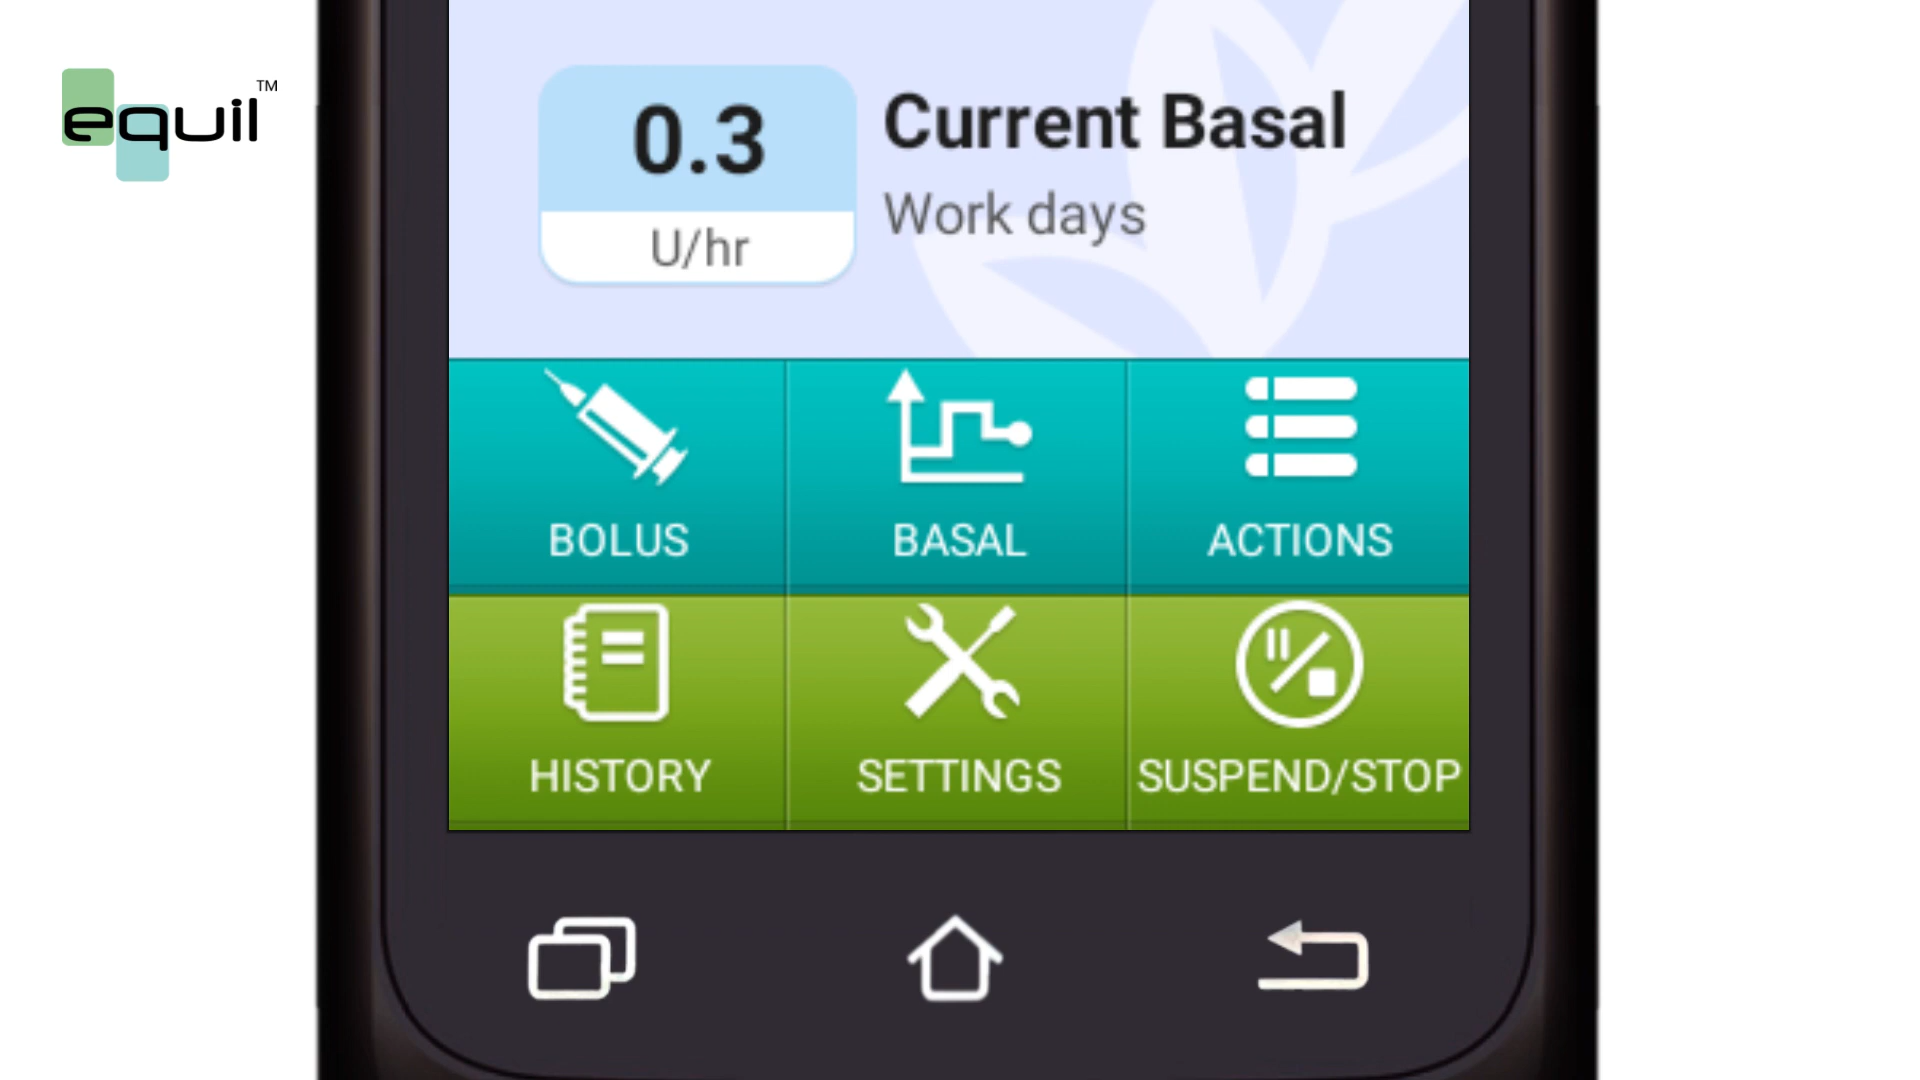 equil™
0.3
U/hr
Current Basal
Work days
BOLUS
BASAL
ACTIONS
HISTORY
SETTINGS
SUSPEND/STOP